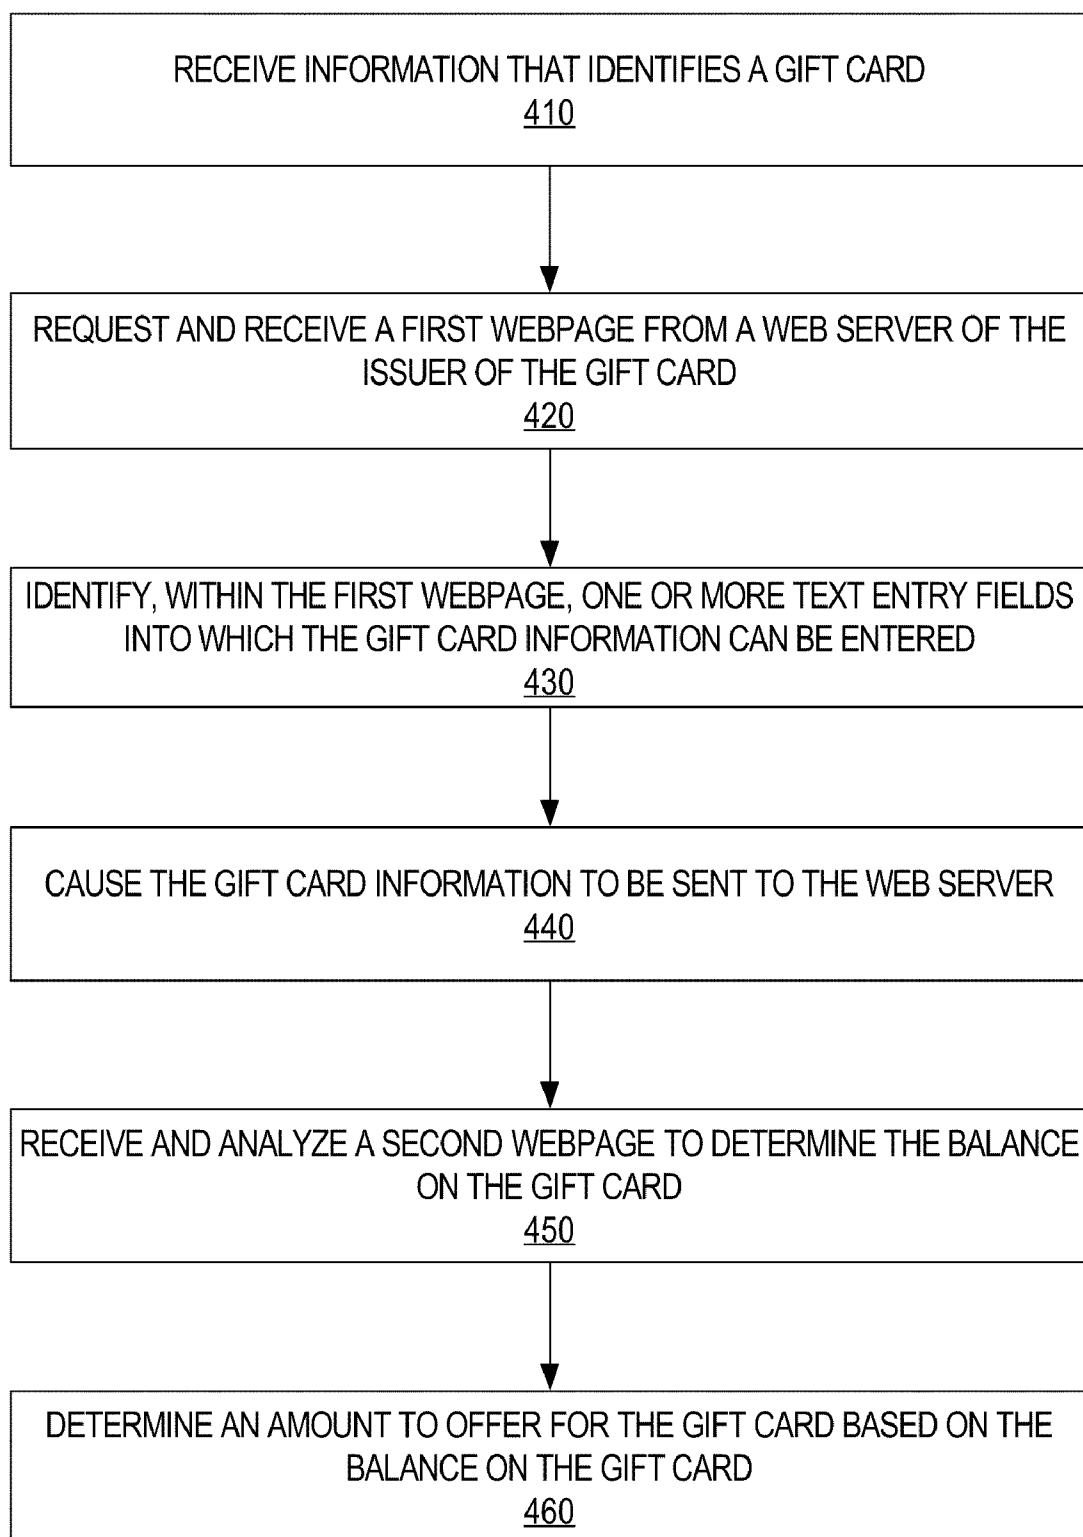 RECEIVE INFORMATION THAT IDENTIFIES A GIFT CARD
410
REQUEST AND RECEIVE A FIRST WEBPAGE FROM A WEB SERVER OF THE
ISSUER OF THE GIFT CARD
420
IDENTIFY, WITHIN THE FIRST WEBPAGE, ONE OR MORE TEXT ENTRY FIELDS
INTO WHICH THE GIFT CARD INFORMATION CAN BE ENTERED
430
CAUSE THE GIFT CARD INFORMATION TO BE SENT TO THE WEB SERVER
440
RECEIVE AND ANALYZE A SECOND WEBPAGE TO DETERMINE THE BALANCE
ON THE GIFT CARD
450
DETERMINE AN AMOUNT TO OFFER FOR THE GIFT CARD BASED ON THE
BALANCE ON THE GIFT CARD
460